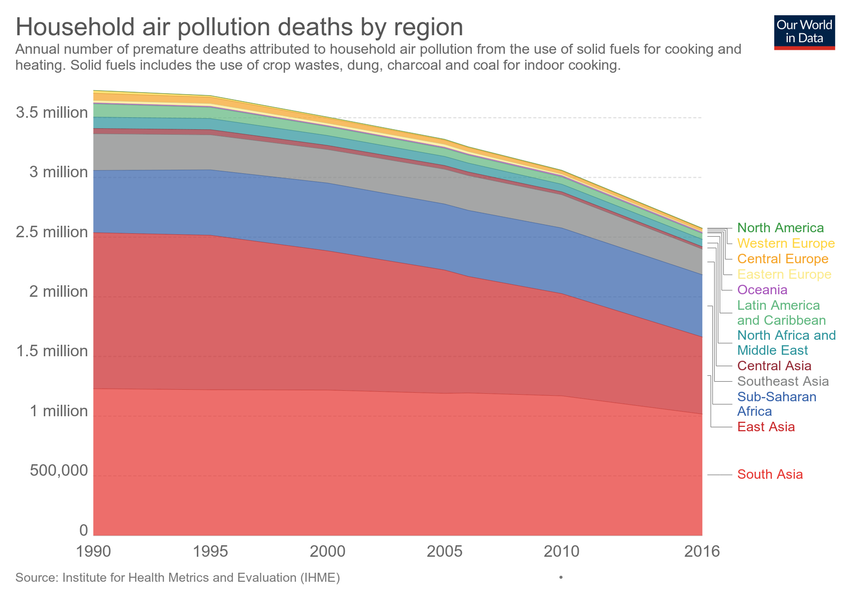 Household air pollution deaths by region
Our World
in Data
Annual number of premature deaths attributed to household air pollution from the use of solid fuels for cooking and
heating. Solid fuels includes the use of crop wastes, dung, charcoal and coal for indoor cooking.
3.5 million
3 million
2.5 million
2 million
1.5 million
1 million
500,000
0
1990
1995
2000
2005
2010
2016
North America
Western Europe
Central Europe
Eastern Europe
Oceania
Latin America
and Caribbean
North Africa and
Middle East
Central Asia
Southeast Asia
Sub-Saharan
Africa
East Asia
South Asia
Source: Institute for Health Metrics and Evaluation (IHME)
•